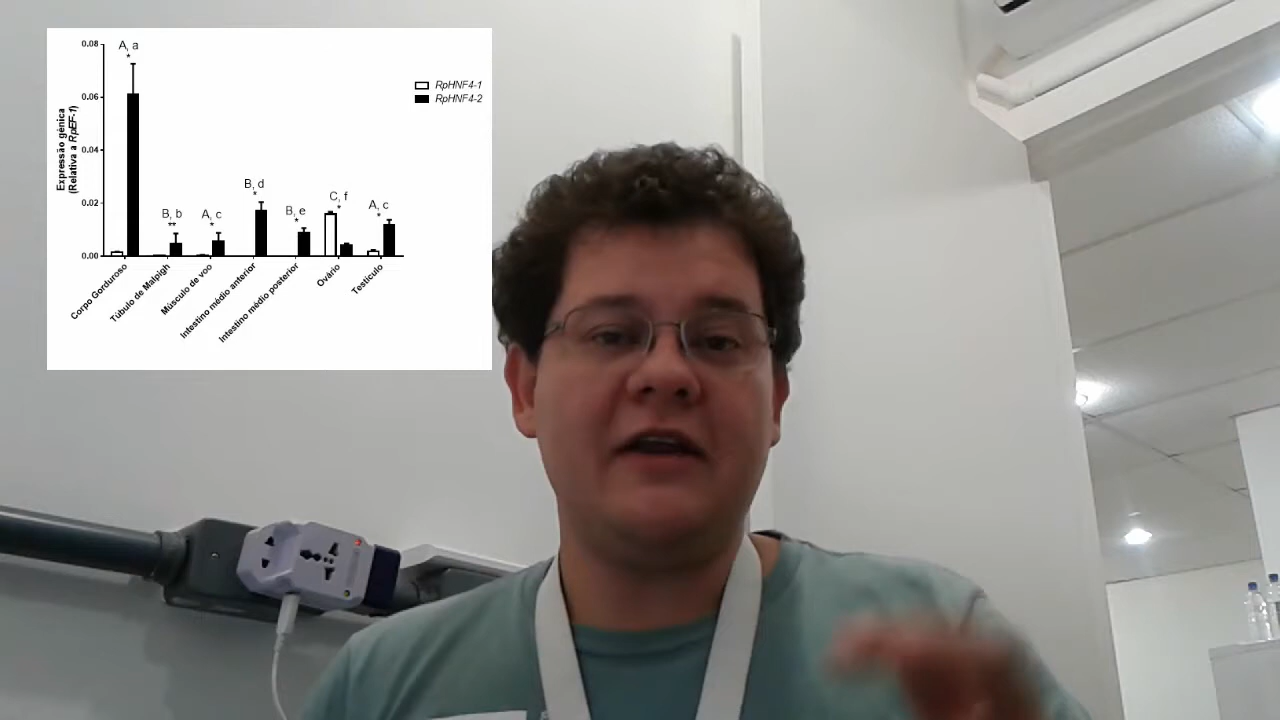 0.08
0.06
0.04
0.02
0.00
Expressão gênica
(Relativa a RpEF-1)
A, a
*
B, b
**
A, c
*
B, d
*
B, e
*
C, f
*
A, c
*
RpHNF4-1
RpHNF4-2
Corpo Gorduroso
Túbulo de Malpigh
Músculo de voo
Intestino médio anterior
Intestino médio posterior
Ovário
Testículo